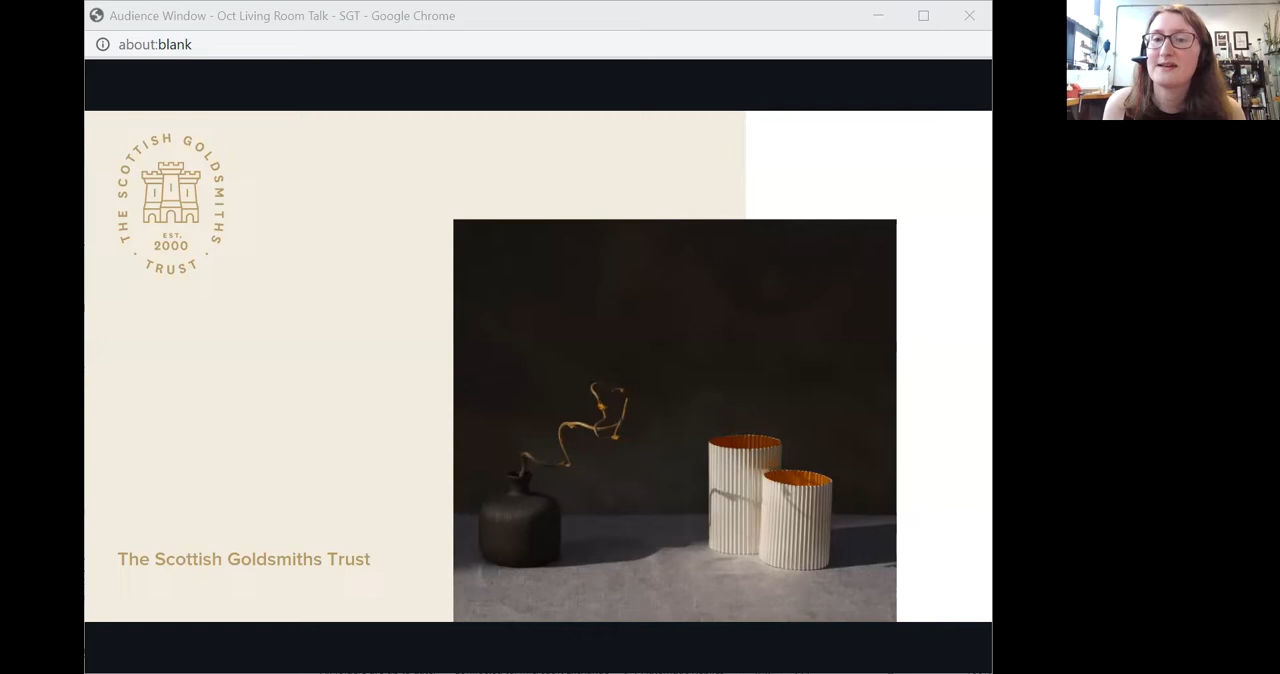 Audience Window - Oct Living Room Talk - SGT - Google Chrome
about:blank
THE SCOTTISH GOLDSMITHS
EST.
2000
· TRUST ·
The Scottish Goldsmiths Trust